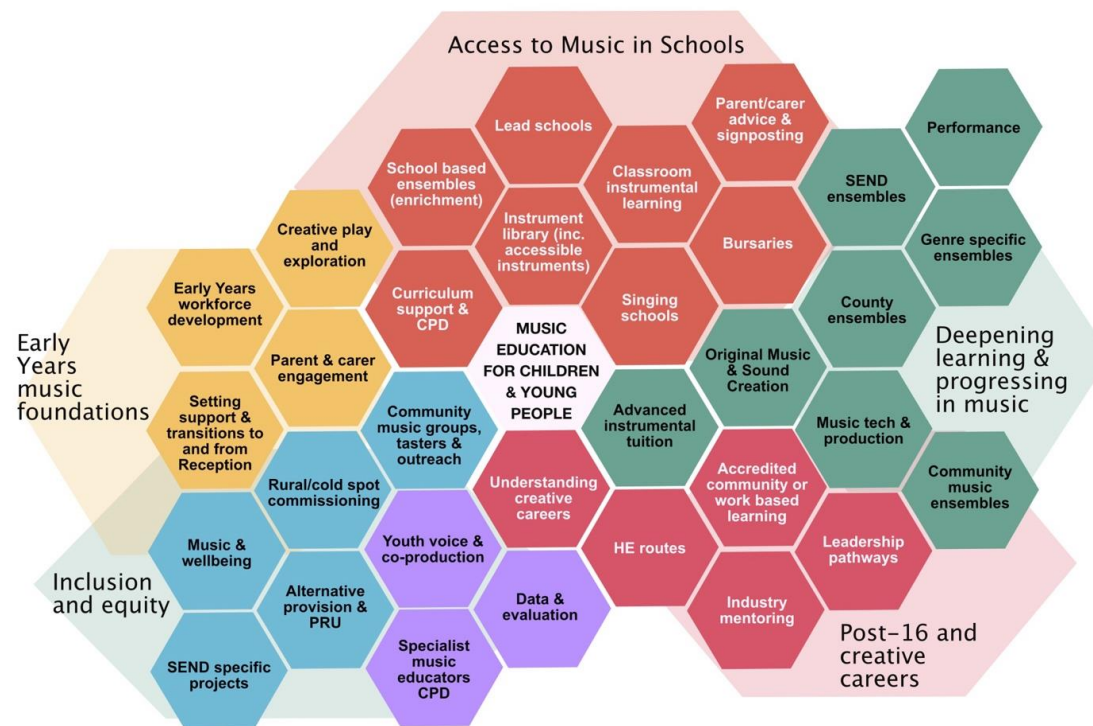 Access to Music in Schools
Lead schools
Parent/carer
advice &
signposting
Performance
School based
ensembles
(enrichment)
Classroom
instrumental
learning
SEND
ensembles
Creative play
and
exploration
Instrument
library (inc.
accessible
instruments)
Bursaries
Genre specific
ensembles
Early Years
workforce
development
Curriculum
support &
CPD
Singing
schools
County
ensembles
Early
Years
music
foundations
Parent & carer
engagement
MUSIC
EDUCATION
FOR CHILDREN
& YOUNG
PEOPLE
Original Music
& Sound
Creation
Deepening
learning &
progressing
in music
Setting
support &
transitions to
and from
Reception
Community
music groups,
tasters &
outreach
Advanced
instrumental
tuition
Music tech &
production
Rural/cold spot
commissioning
Understanding
creative
careers
Accredited
community or
work based
learning
Community
music
ensembles
Music &
wellbeing
Youth voice &
co-production
HE routes
Leadership
pathways
Inclusion
and equity
Alternative
provision &
PRU
Data &
evaluation
Industry
mentoring
Post-16 and
creative
careers
SEND specific
projects
Specialist
music
educators
CPD